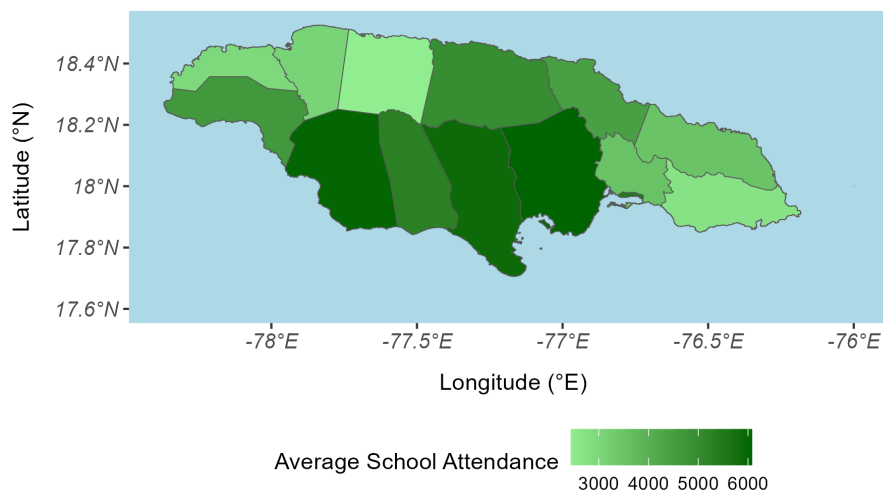 18.4°N
18.2°N
18°N
17.8°N
17.6°N
Latitude (°N)
-78°E -77.5°E -77°E -76.5°E -76°E
Longitude (°E)
Average School Attendance
3000 4000 5000 6000